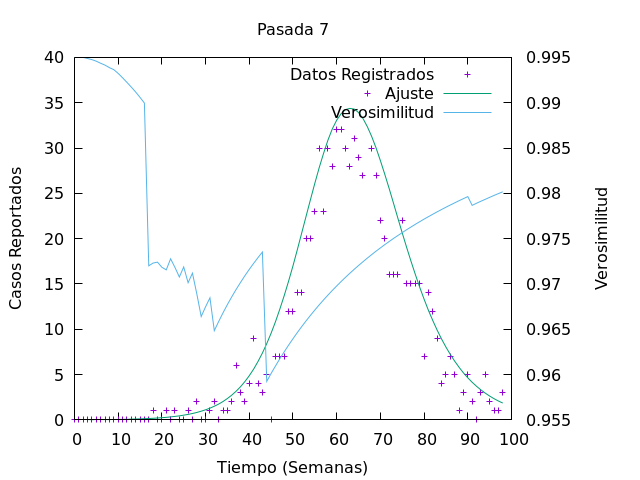 Pasada 7
40 0.995
Datos Registrados
35 Ajuste 0.99
Verosimilitud
30 0.985
25 0.98
20 0.975
15 0.97
10 0.965
5 0.96
0 0.955
0 10 20 30 40 50 60 70 80 90 100
Tiempo (Semanas)
Casos Reportados
Verosimilitud